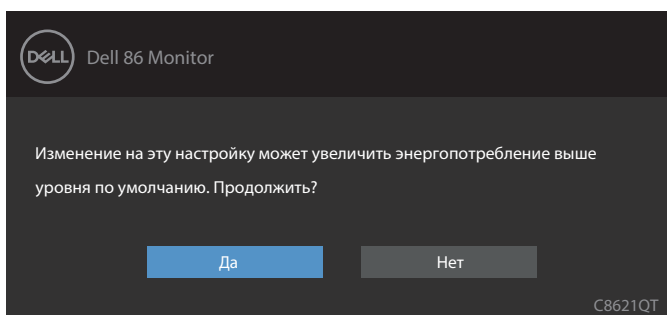 DELL Dell 86 Monitor
Изменение на эту настройку может увеличить энергопотребление выше
уровня по умолчанию. Продолжить?
Да Нет
C8621QT